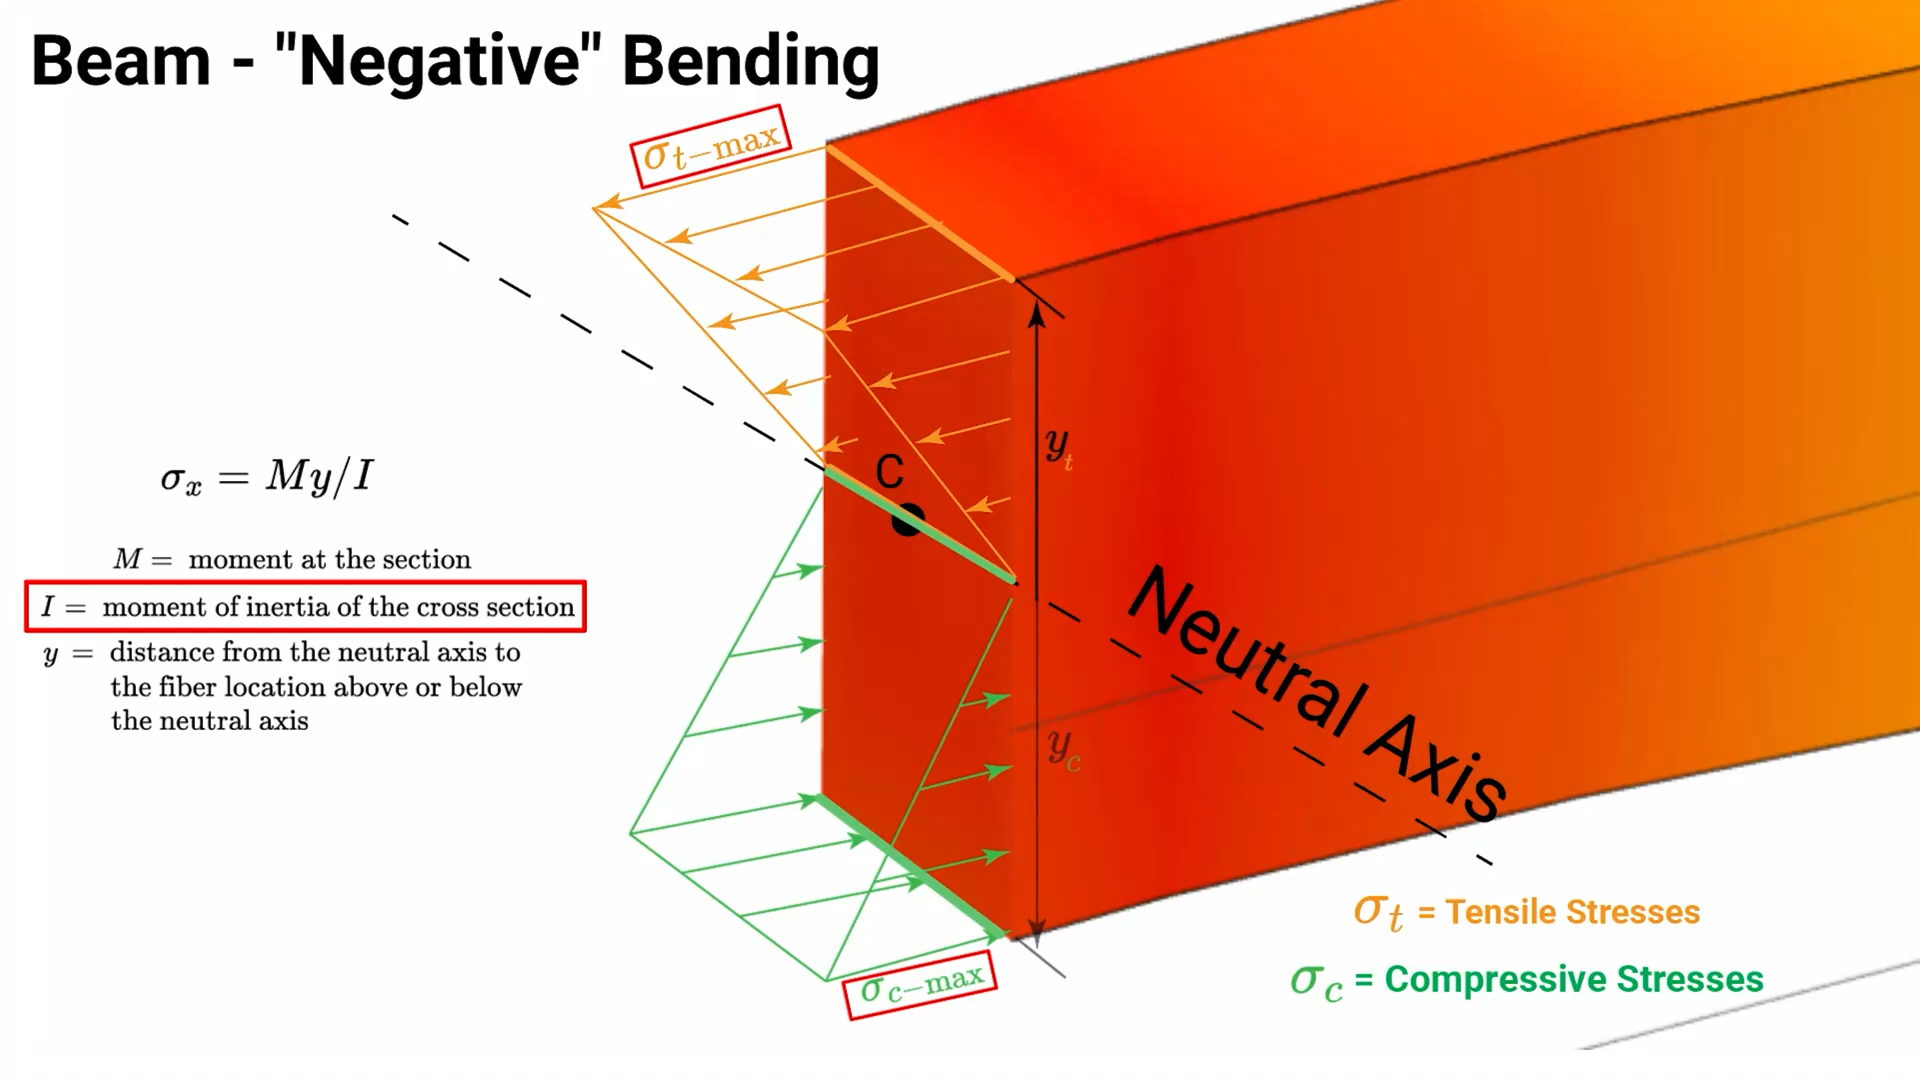 Beam - "Negative" Bending
σt−max
C
yt
σx = My/I
M = moment at the section
I = moment of inertia of the cross section
y = distance from the neutral axis to
the fiber location above or below
the neutral axis
Neutral Axis
yc
σt = Tensile Stresses
σc = Compressive Stresses
σc−max